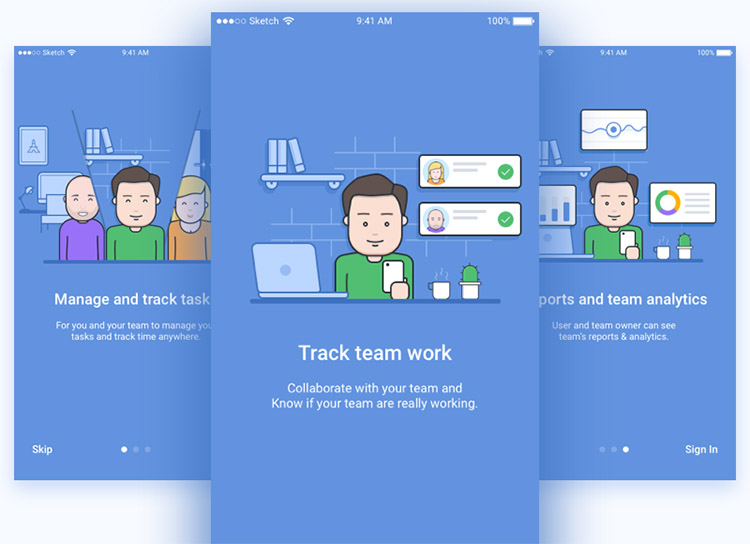 Sketch
9:41 AM
100%
Manage and track task
For you and your team to manage you
tasks and track time anywhere.
Skip
Sketch
9:41 AM
100%
Track team work
Collaborate with your team and
Know if your team are really working.
9:41 AM
100%
ports and team analytics
User and team owner can see
team's reports & analytics.
Sign In